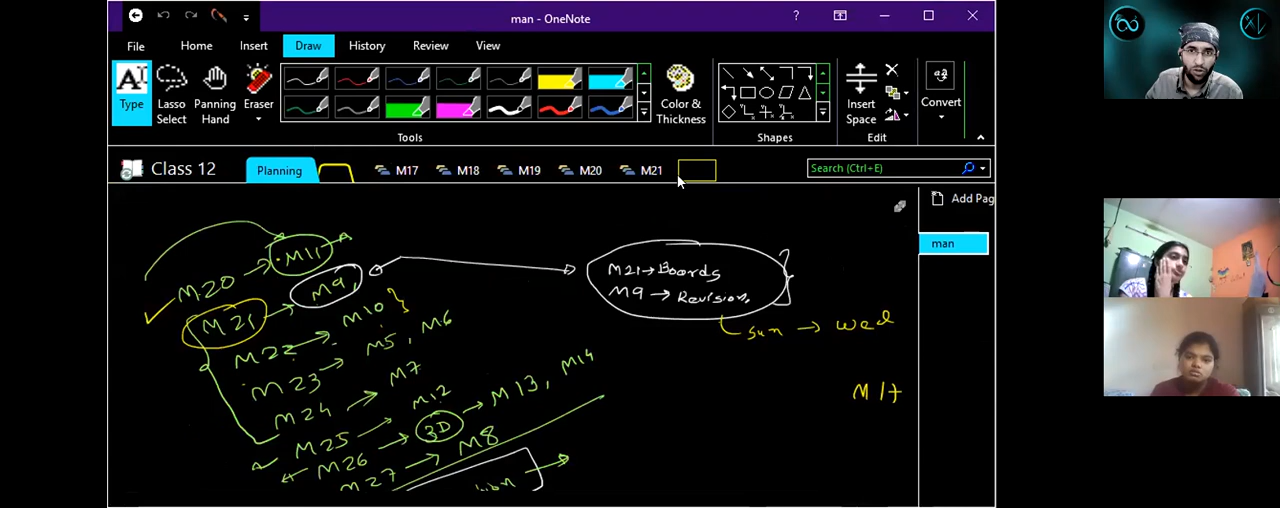 man - OneNote
?
File Home Insert Draw History Review View
Type
Lasso Select
Panning Hand
Eraser
Color & Thickness
Insert Space
Convert
Tools
Shapes
Edit
Class 12
Planning
M17
M18
M19
M20
M21
Search (Ctrl+E)
Add Pag
man
M20 → M11
M21 → M9
M22 → M10
M23 → M5, M6
M24 → M7
M25 → M12
M26 → 3D → M13, M14
M27 → M8
M21 → Boards
M9 → Revision,
Sun → wed
M17